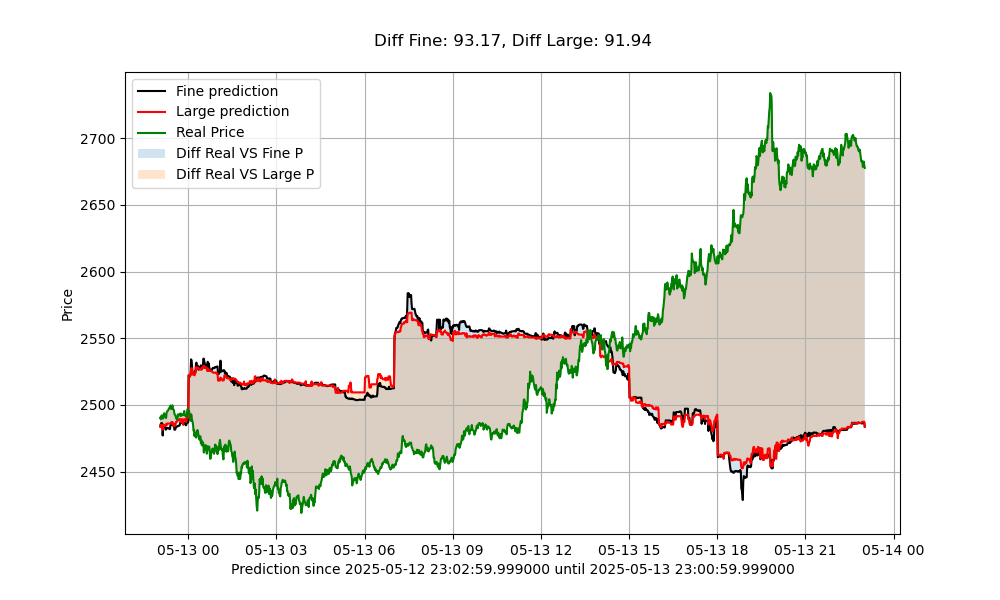 Diff Fine: 93.17, Diff Large: 91.94
Fine prediction
Large prediction
Real Price
Diff Real VS Fine P
Diff Real VS Large P
Price
2700
2650
2600
2550
2500
2450
05-13 00 05-13 03 05-13 06 05-13 09 05-13 12 05-13 15 05-13 18 05-13 21 05-14 00
Prediction since 2025-05-12 23:02:59.999000 until 2025-05-13 23:00:59.999000